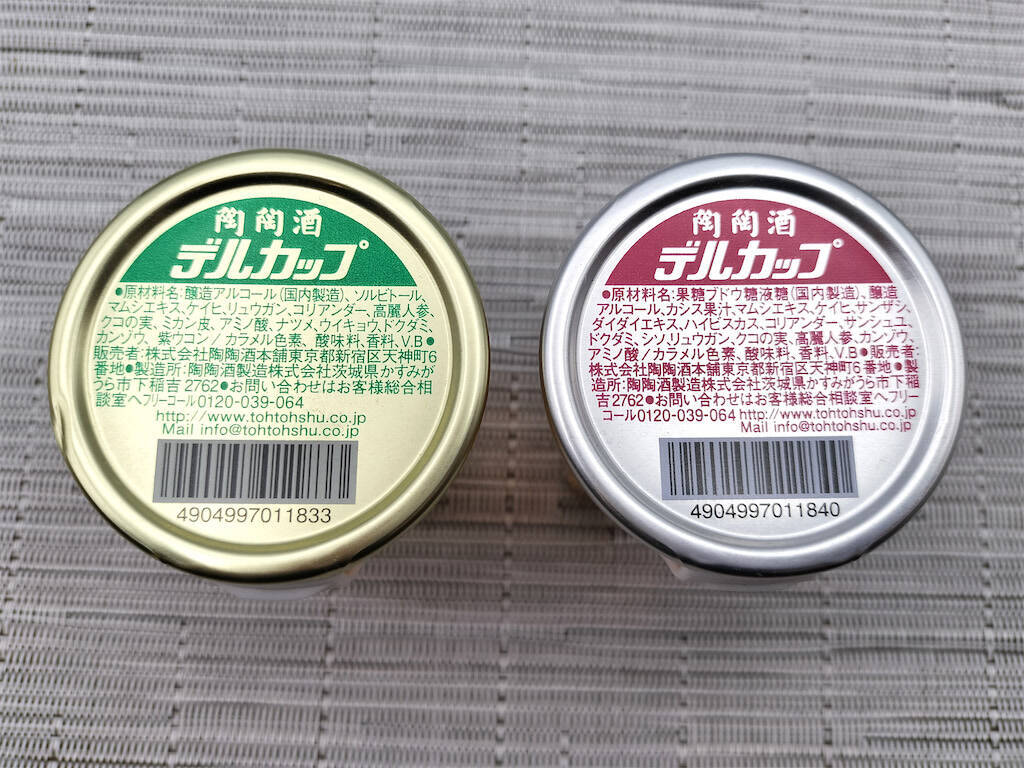 陶陶酒
デルカップ
●原材料名:醸造アルコール(国内製造)、ソルビトール、
マムシエキス、ケイヒ、リュウガン、コリアンダー、高麗人参、
クコの実、ミカン皮、アミノ酸、ナツメ、ウイキョウ、ドクダミ、
カンゾウ、紫ウコン/カラメル色素、酸味料、香料、V.B●
販売者:株式会社陶陶酒本舗東京都新宿区天神町6
番地●製造所:陶陶酒製造株式会社茨城県かすみが
うら市下稲吉2762●お問い合わせはお客様総合相
談室へフリーコール0120-039-064
http://www.tohtohshu.co.jp
Mail info@tohtohshu.co.jp
4904997011833
陶陶酒
デルカップ
●原材料名:果糖ブドウ糖液糖(国内製造)、醸造
アルコール、カシス果汁、マムシエキス、ケイヒ、サンザシ、
ダイダイエキス、ハイビスカス、コリアンダー、サンシュユ、
ドクダミ、シソ、リュウガン、クコの実、高麗人参、カンゾウ、
アミノ酸/カラメル色素、酸味料、香料、V.B●販売者:
株式会社陶陶酒本舗東京都新宿区天神町6番地●製
造所:陶陶酒製造株式会社茨城県かすみがうら市下稲
吉2762●お問い合わせはお客様総合相談室へフリー
コール0120-039-064 http://www.tohtohshu.co.jp
Mail info@tohtohshu.co.jp
4904997011840